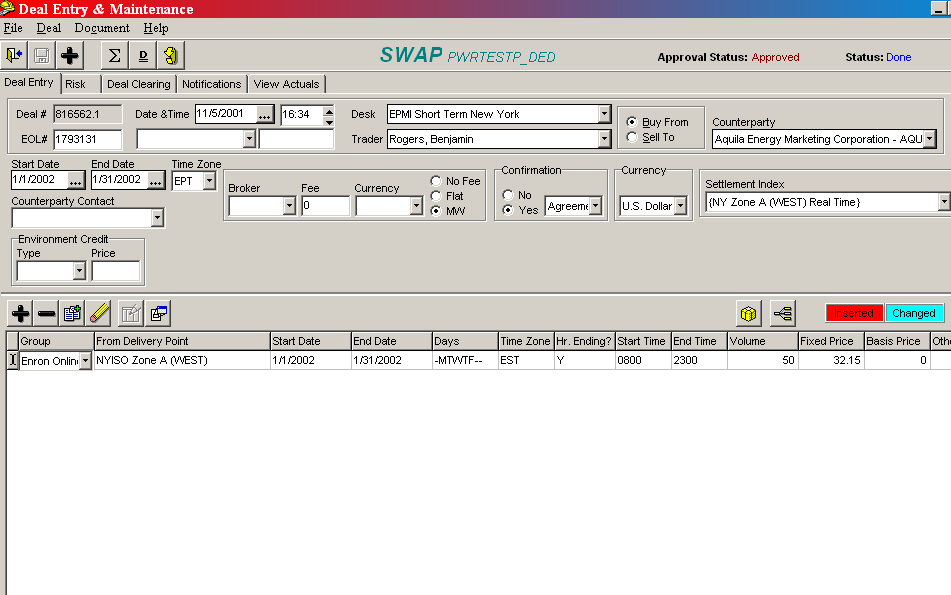 Deal Entry & Maintenance
File Deal Document Help
Σ D
SWAP PWRTESTP_DED
Approval Status: Approved Status: Done
Deal Entry Risk Deal Clearing Notifications View Actuals
Deal # 816562.1 Date &Time 11/5/2001 ... 16:34 Desk EPMI Short Term New York Buy From Counterparty
EOL# 1793131 Trader Rogers, Benjamin Sell To Aquila Energy Marketing Corporation - AQU
Start Date End Date Time Zone
1/1/2002 ... 1/31/2002 ... EPT
Counterparty Contact
Broker Fee Currency No Fee
0 Flat
MW
Confirmation
No
Yes Agreeme
Currency
U.S. Dollar
Settlement Index
{NY Zone A (WEST) Real Time}
Environment Credit
Type Price
Inserted Changed
Group From Delivery Point Start Date End Date Days Time Zone Hr. Ending? Start Time End Time Volume Fixed Price Basis Price Othe
Enron Onlin NYISO Zone A (WEST) 1/1/2002 1/31/2002 -MTWTF-- EST Y 0800 2300 50 32.15 0